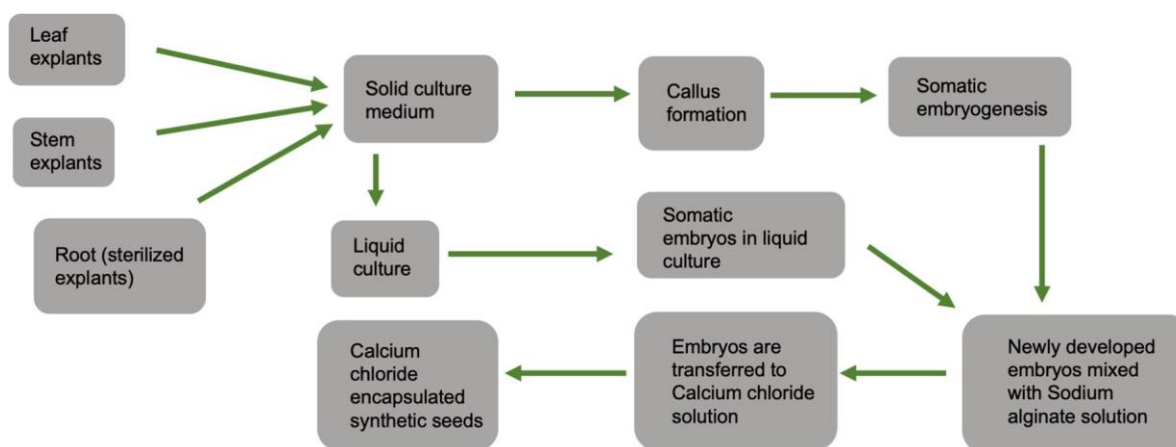 Leaf
explants
Stem
explants
Root (sterilized
explants)
Solid culture
medium
Callus
formation
Somatic
embryogenesis
Liquid
culture
Somatic
embryos in liquid
culture
Calcium
chloride
encapsulated
synthetic seeds
Embryos are
transferred to
Calcium chloride
solution
Newly developed
embryos mixed
with Sodium
alginate solution